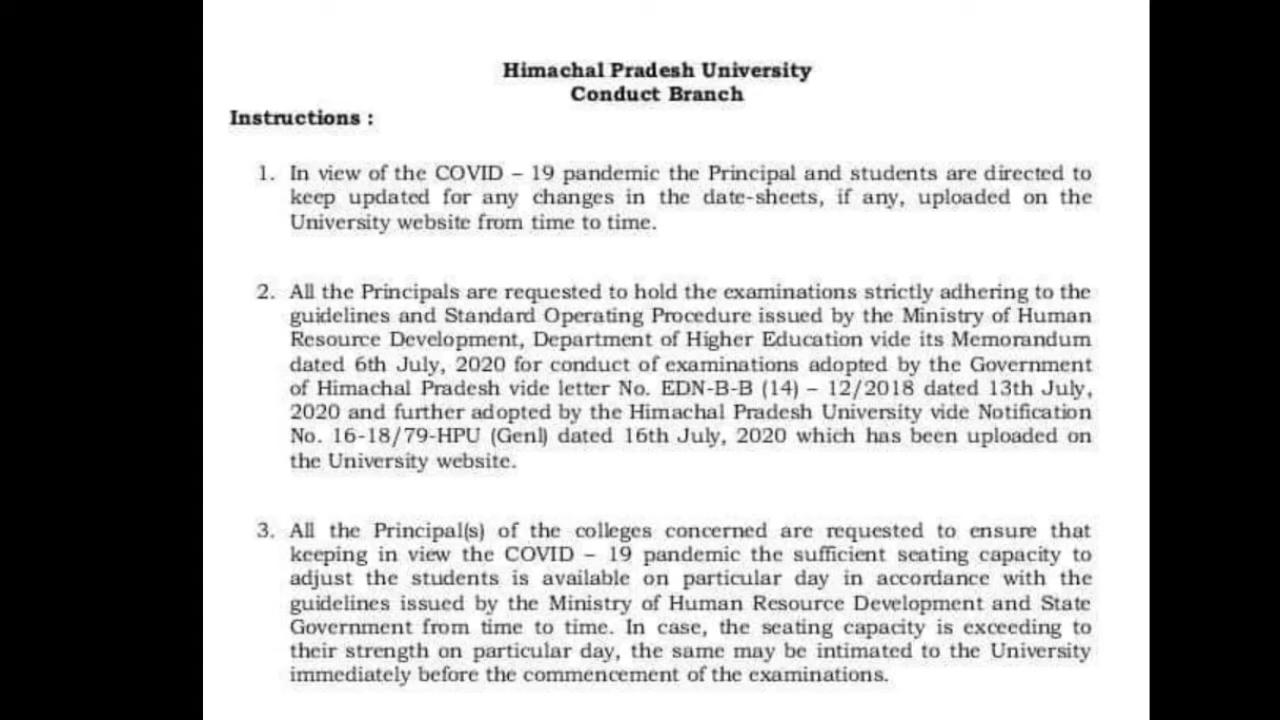 Himachal Pradesh University
Conduct Branch
Instructions :
1. In view of the COVID – 19 pandemic the Principal and students are directed to
keep updated for any changes in the date-sheets, if any, uploaded on the
University website from time to time.
2. All the Principals are requested to hold the examinations strictly adhering to the
guidelines and Standard Operating Procedure issued by the Ministry of Human
Resource Development, Department of Higher Education vide its Memorandum
dated 6th July, 2020 for conduct of examinations adopted by the Government
of Himachal Pradesh vide letter No. EDN-B-B (14) – 12/2018 dated 13th July,
2020 and further adopted by the Himachal Pradesh University vide Notification
No. 16-18/79-HPU (Genl) dated 16th July, 2020 which has been uploaded on
the University website.
3. All the Principal(s) of the colleges concerned are requested to ensure that
keeping in view the COVID – 19 pandemic the sufficient seating capacity to
adjust the students is available on particular day in accordance with the
guidelines issued by the Ministry of Human Resource Development and State
Government from time to time. In case, the seating capacity is exceeding to
their strength on particular day, the same may be intimated to the University
immediately before the commencement of the examinations.